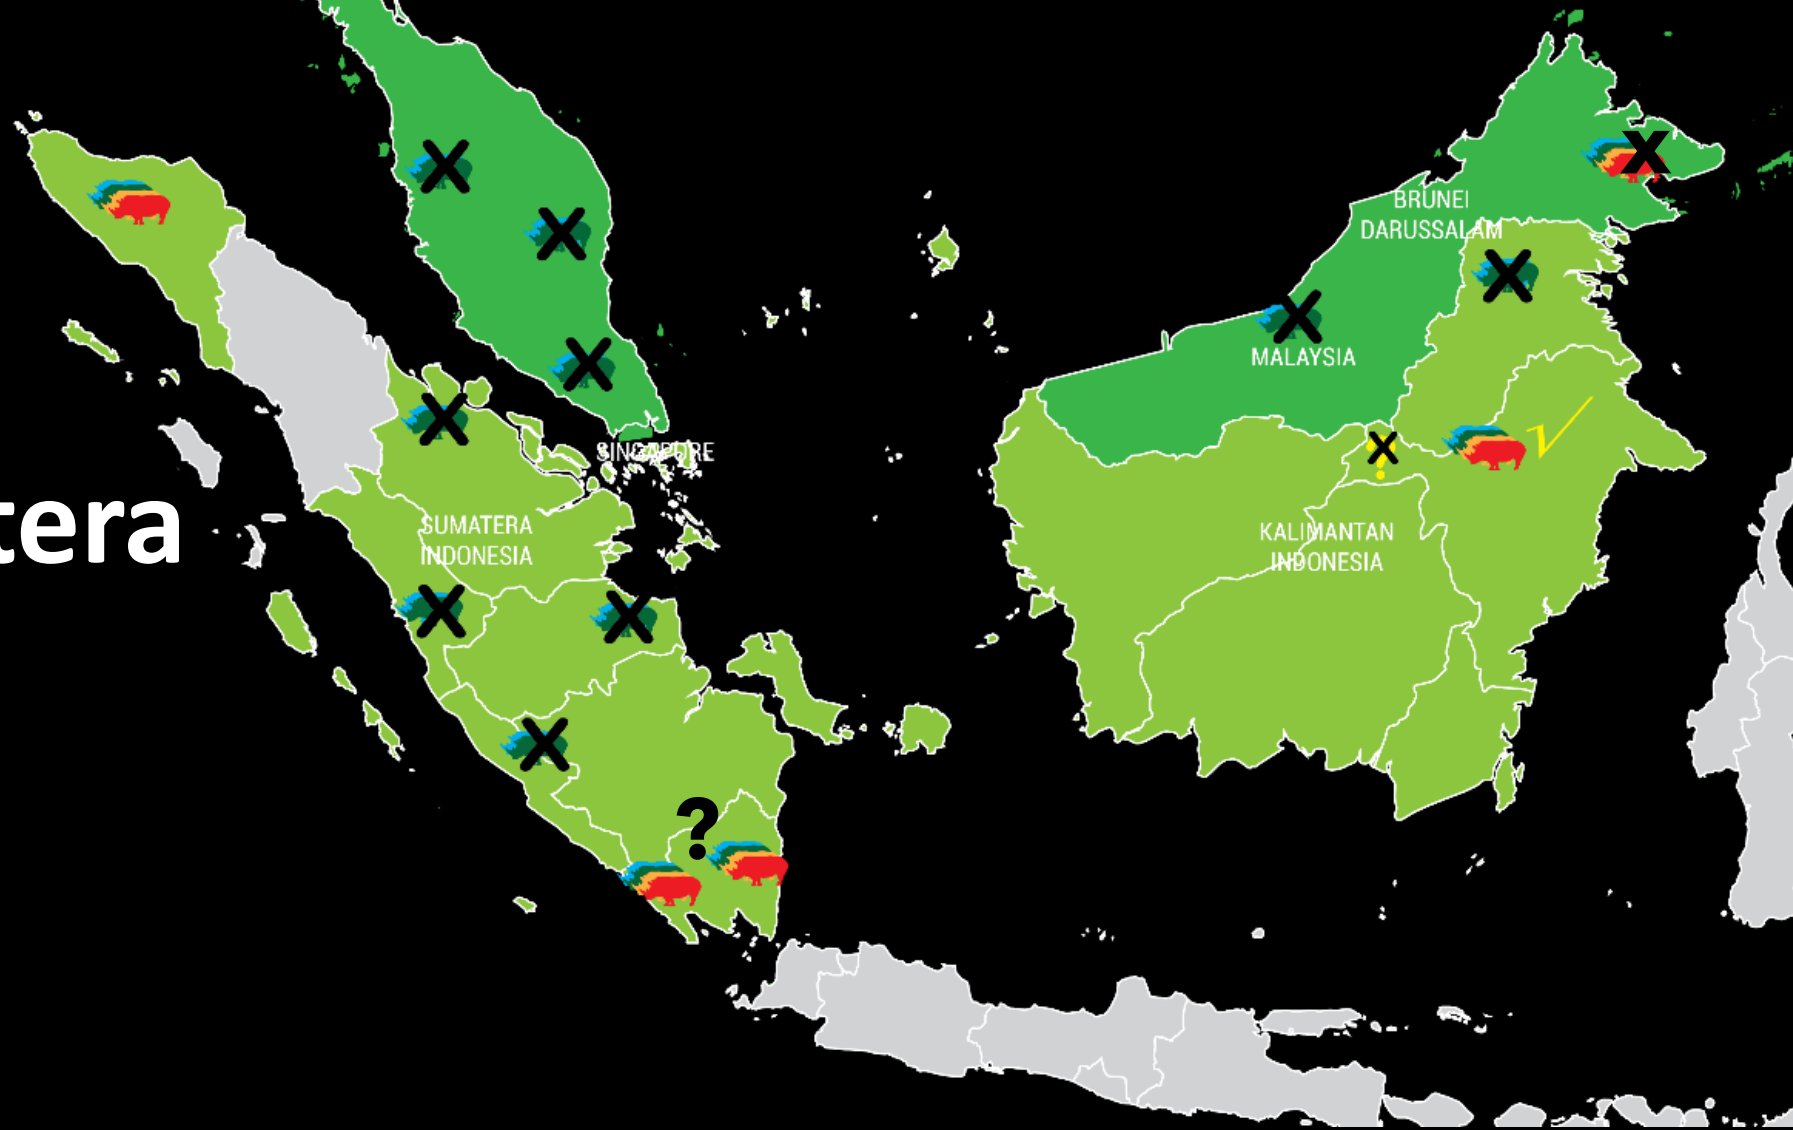 BRUNEI
DARUSSALAM
MALAYSIA
SINGAPURE
tera
SUMATERA
INDONESIA
KALIMANTAN
INDONESIA
?